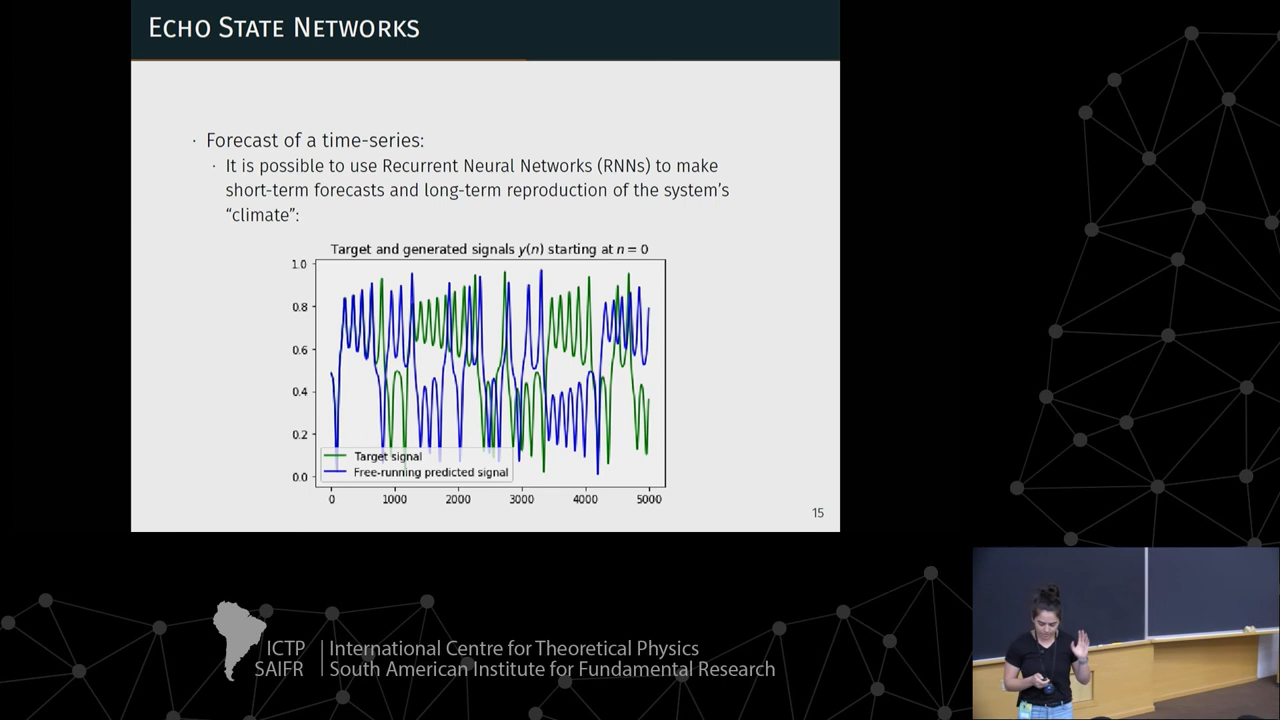 Echo State Networks
· Forecast of a time-series:
· It is possible to use Recurrent Neural Networks (RNNs) to make
short-term forecasts and long-term reproduction of the system's
“climate”:
Target and generated signals y(n) starting at n = 0
1.0
0.8
0.6
0.4
0.2
0.0
Target signal
Free-running predicted signal
0 1000 2000 3000 4000 5000
15
ICTP | International Centre for Theoretical Physics
SAIFR | South American Institute for Fundamental Research